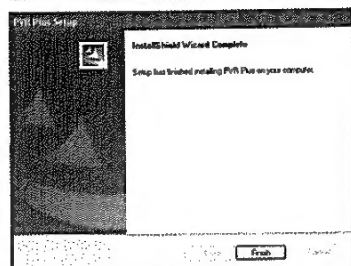 PVR Plus Setup
InstallShield Wizard Complete
Setup has finished installing PVR Plus on your computer.
Finish
Cancel